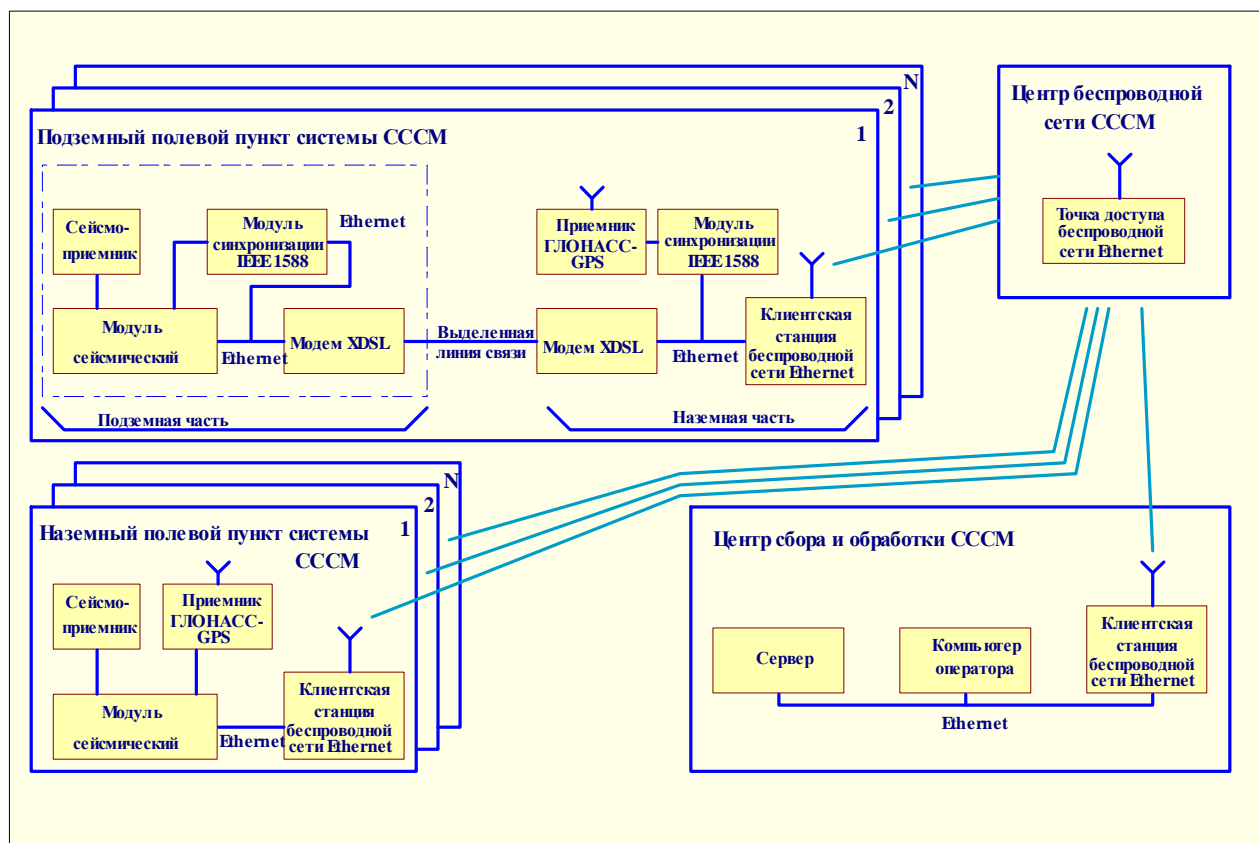 N
2
1
Подземный полевой пункт системы СССМ
Сейсмо-
приемник
Модуль
синхронизации
IEEE 1588
Ethernet
Модуль
сейсмический
Ethernet
Модем XDSL
Подземная часть
Выделенная
линия связи
Приемник
ГЛОНАСС-
GPS
Модуль
синхронизации
IEEE 1588
Модем XDSL
Ethernet
Клиентская
станция
беспроводной
сети Ethernet
Наземная часть
Центр беспроводной
сети СССМ
Точка доступа
беспроводной
сети Ethernet
N
2
1
Наземный полевой пункт системы
СССМ
Сейсмо-
приемник
Приемник
ГЛОНАСС-
GPS
Модуль
сейсмический
Ethernet
Клиентская
станция
беспроводной
сети Ethernet
Центр сбора и обработки СССМ
Сервер
Компьютер
оператора
Клиентская
станция
беспроводной
сети Ethernet
Ethernet